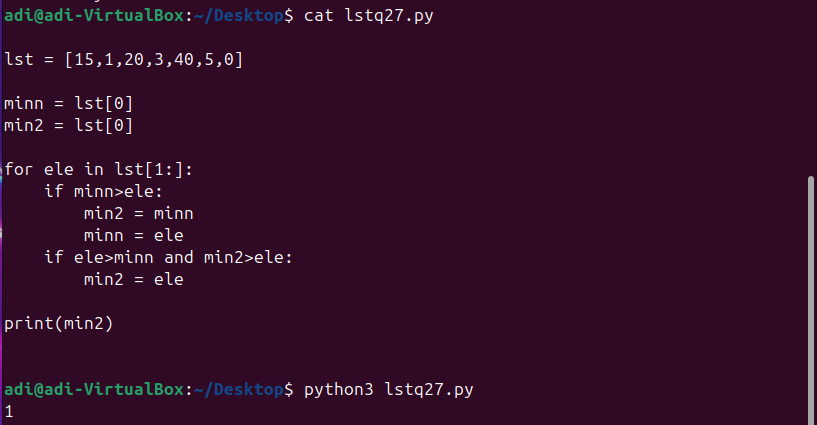 adi@adi-VirtualBox:~/Desktop$ cat lstq27.py
lst = [15,1,20,3,40,5,0]
minn = lst[0]
min2 = lst[0]
for ele in lst[1:]:
    if minn>ele:
        min2 = minn
        minn = ele
    if ele>minn and min2>ele:
        min2 = ele
print(min2)
adi@adi-VirtualBox:~/Desktop$ python3 lstq27.py
1